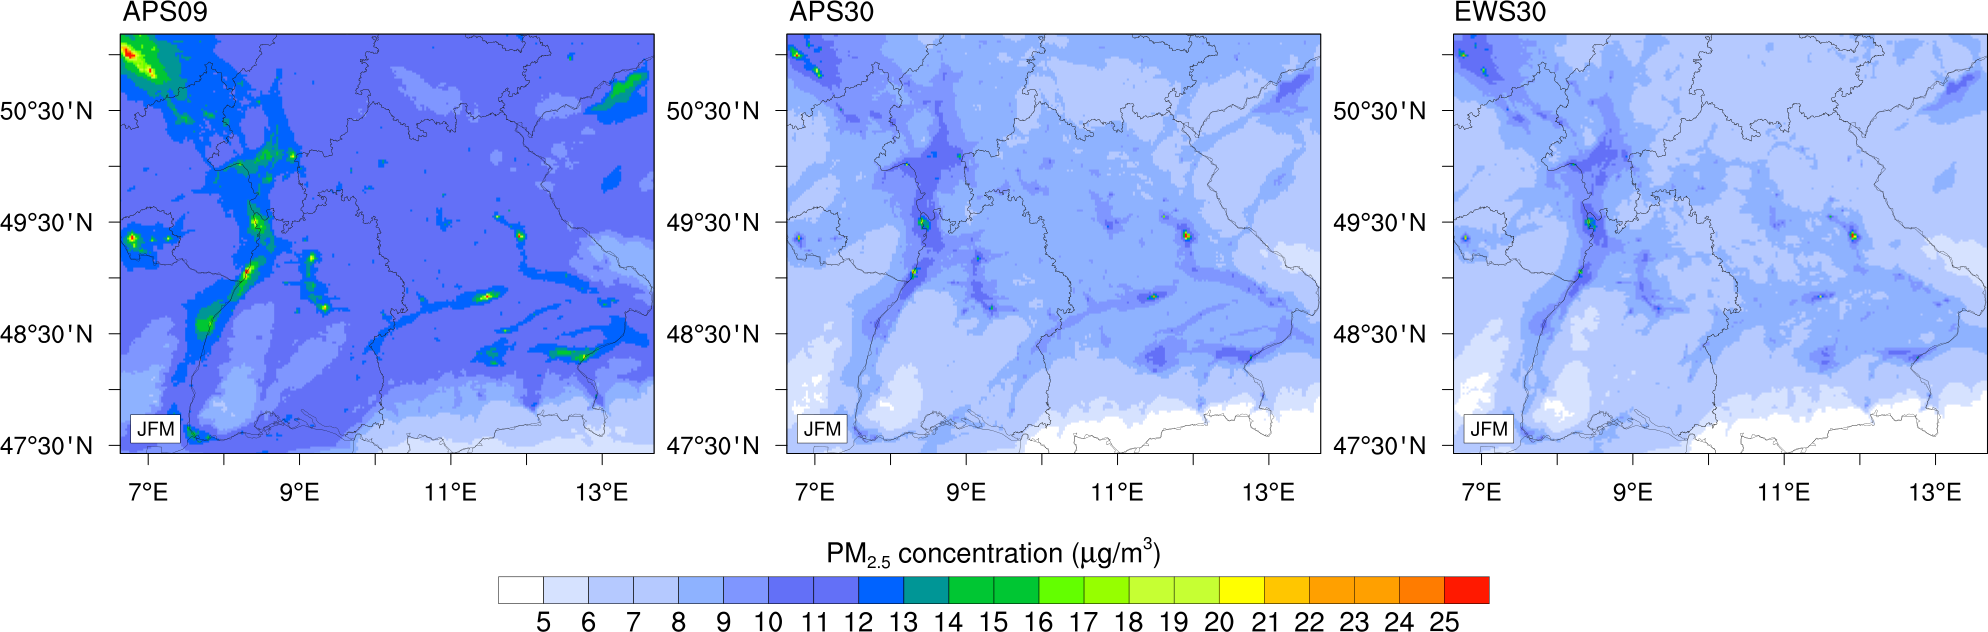 APS09 APS30 EWS30
50°30'N 50°30'N 50°30'N
49°30'N 49°30'N 49°30'N
48°30'N 48°30'N 48°30'N
JFM JFM JFM
47°30'N 47°30'N 47°30'N
7°E 9°E 11°E 13°E 7°E 9°E 11°E 13°E 7°E 9°E 11°E 13°E
PM2.5 concentration (µg/m³)
5 6 7 8 9 10 11 12 13 14 15 16 17 18 19 20 21 22 23 24 25